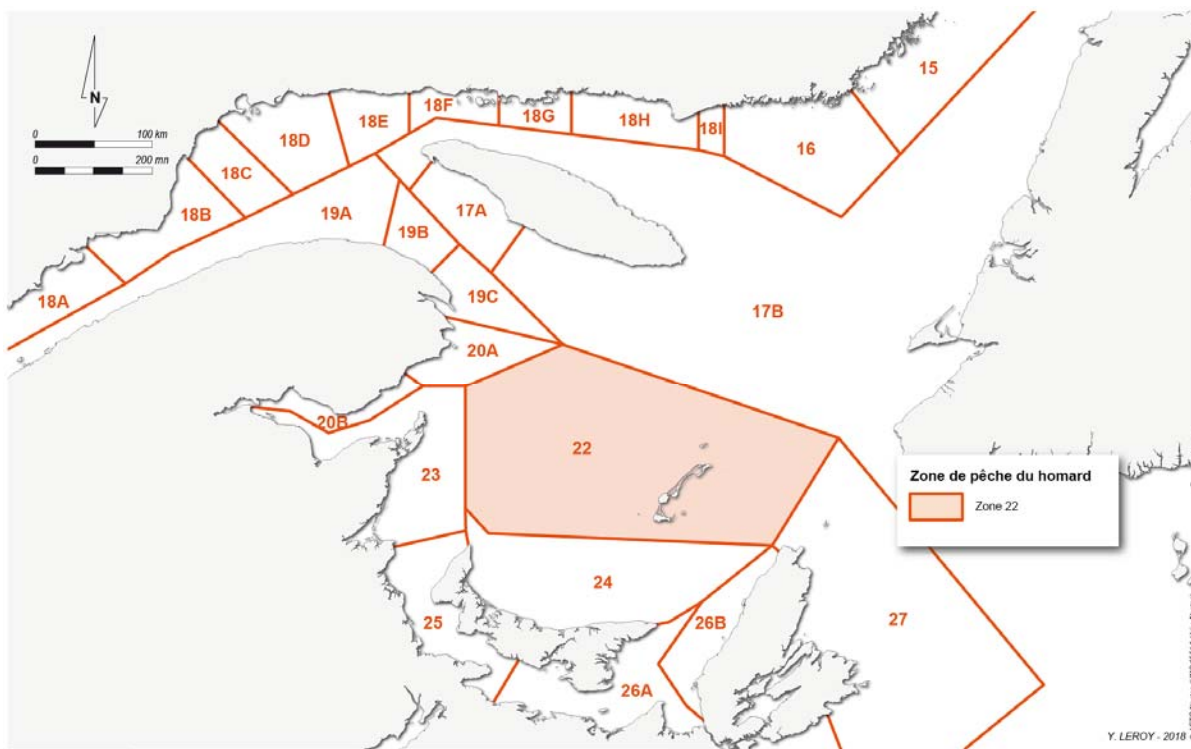 15
18F
18E
18G
18H
18I
N
0 100 km
18D
16
0 200 mn
18C
17A
18B
19A
19B
18A
19C
17B
20A
20B
22
23
Zone de pêche du homard
Zone 22
24
25
26B
27
26A
Y. LEROY - 2018